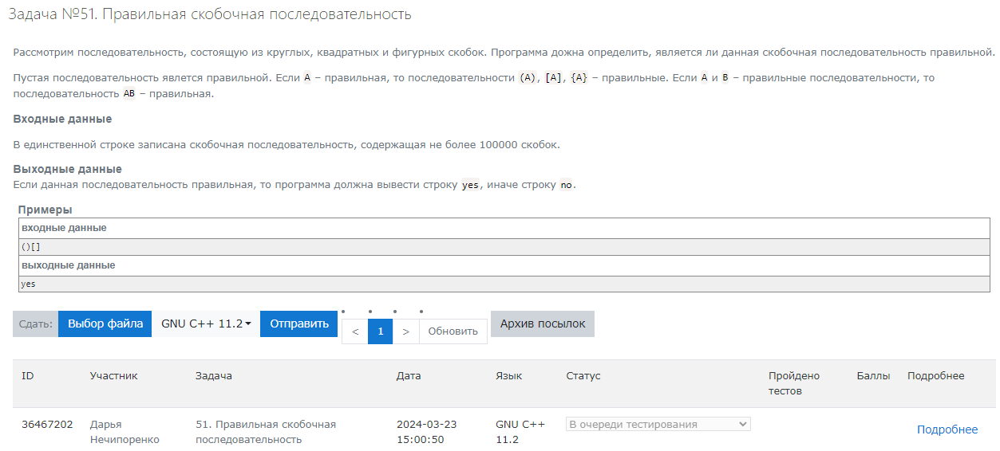 Задача №51. Правильная скобочная последовательность
Рассмотрим последовательность, состоящую из круглых, квадратных и фигурных скобок. Программа дожна определить, является ли данная скобочная последовательность правильной.
Пустая последовательность явлется правильной. Если A – правильная, то последовательности (A), [A], {A} – правильные. Если A и B – правильные последовательности, то
последовательность AB – правильная.
Входные данные
В единственной строке записана скобочная последовательность, содержащая не более 100000 скобок.
Выходные данные
Если данная последовательность правильная, то программа должна вывести строку yes, иначе строку no.
Примеры
входные данные
()[]
выходные данные
yes
Сдать: Выбор файла GNU C++ 11.2 Отправить < 1 > Обновить Архив посылок
ID Участник Задача Дата Язык Статус Пройдено тестов Баллы Подробнее
36467202 Дарья Нечипоренко 51. Правильная скобочная последовательность 2024-03-23 15:00:50 GNU C++ 11.2 В очереди тестирования Подробнее